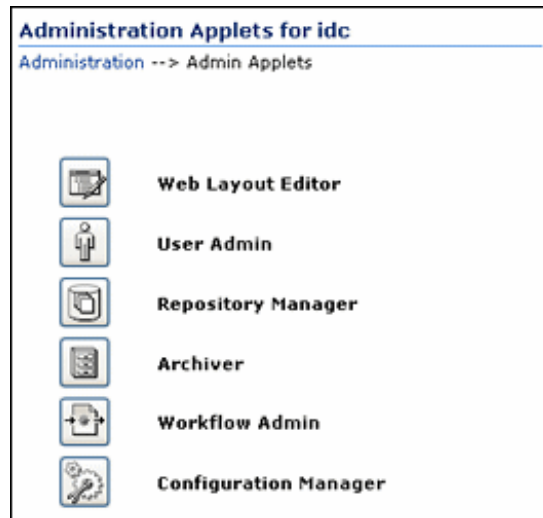 Administration Applets for idc
Administration --> Admin Applets
Web Layout Editor
User Admin
Repository Manager
Archiver
Workflow Admin
Configuration Manager